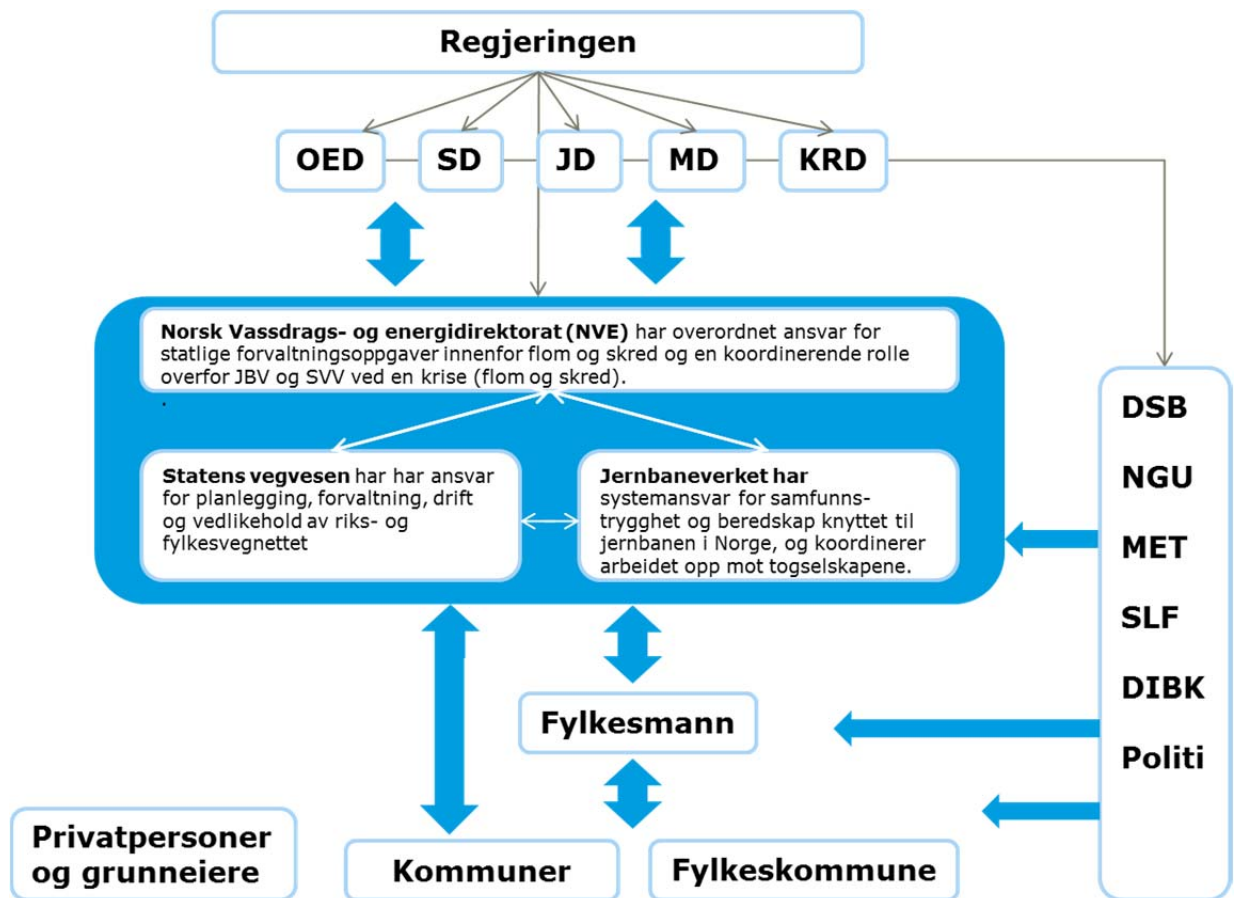 Regjeringen
OED
SD
JD
MD
KRD
Norsk Vassdrags- og energidirektorat (NVE) har overordnet ansvar for
statlige forvaltningsoppgaver innenfor flom og skred og en koordinerende rolle
overfor JBV og SVV ved en krise (flom og skred).
.
Statens vegvesen har har ansvar
for planlegging, forvaltning, drift
og vedlikehold av riks- og
fylkesvegnettet
Jernbaneverket har
systemansvar for samfunns-
trygghet og beredskap knyttet til
jernbanen i Norge, og koordinerer
arbeidet opp mot togselskapene.
DSB
NGU
MET
SLF
DIBK
Politi
Fylkesmann
Privatpersoner
og grunneiere
Kommuner
Fylkeskommune